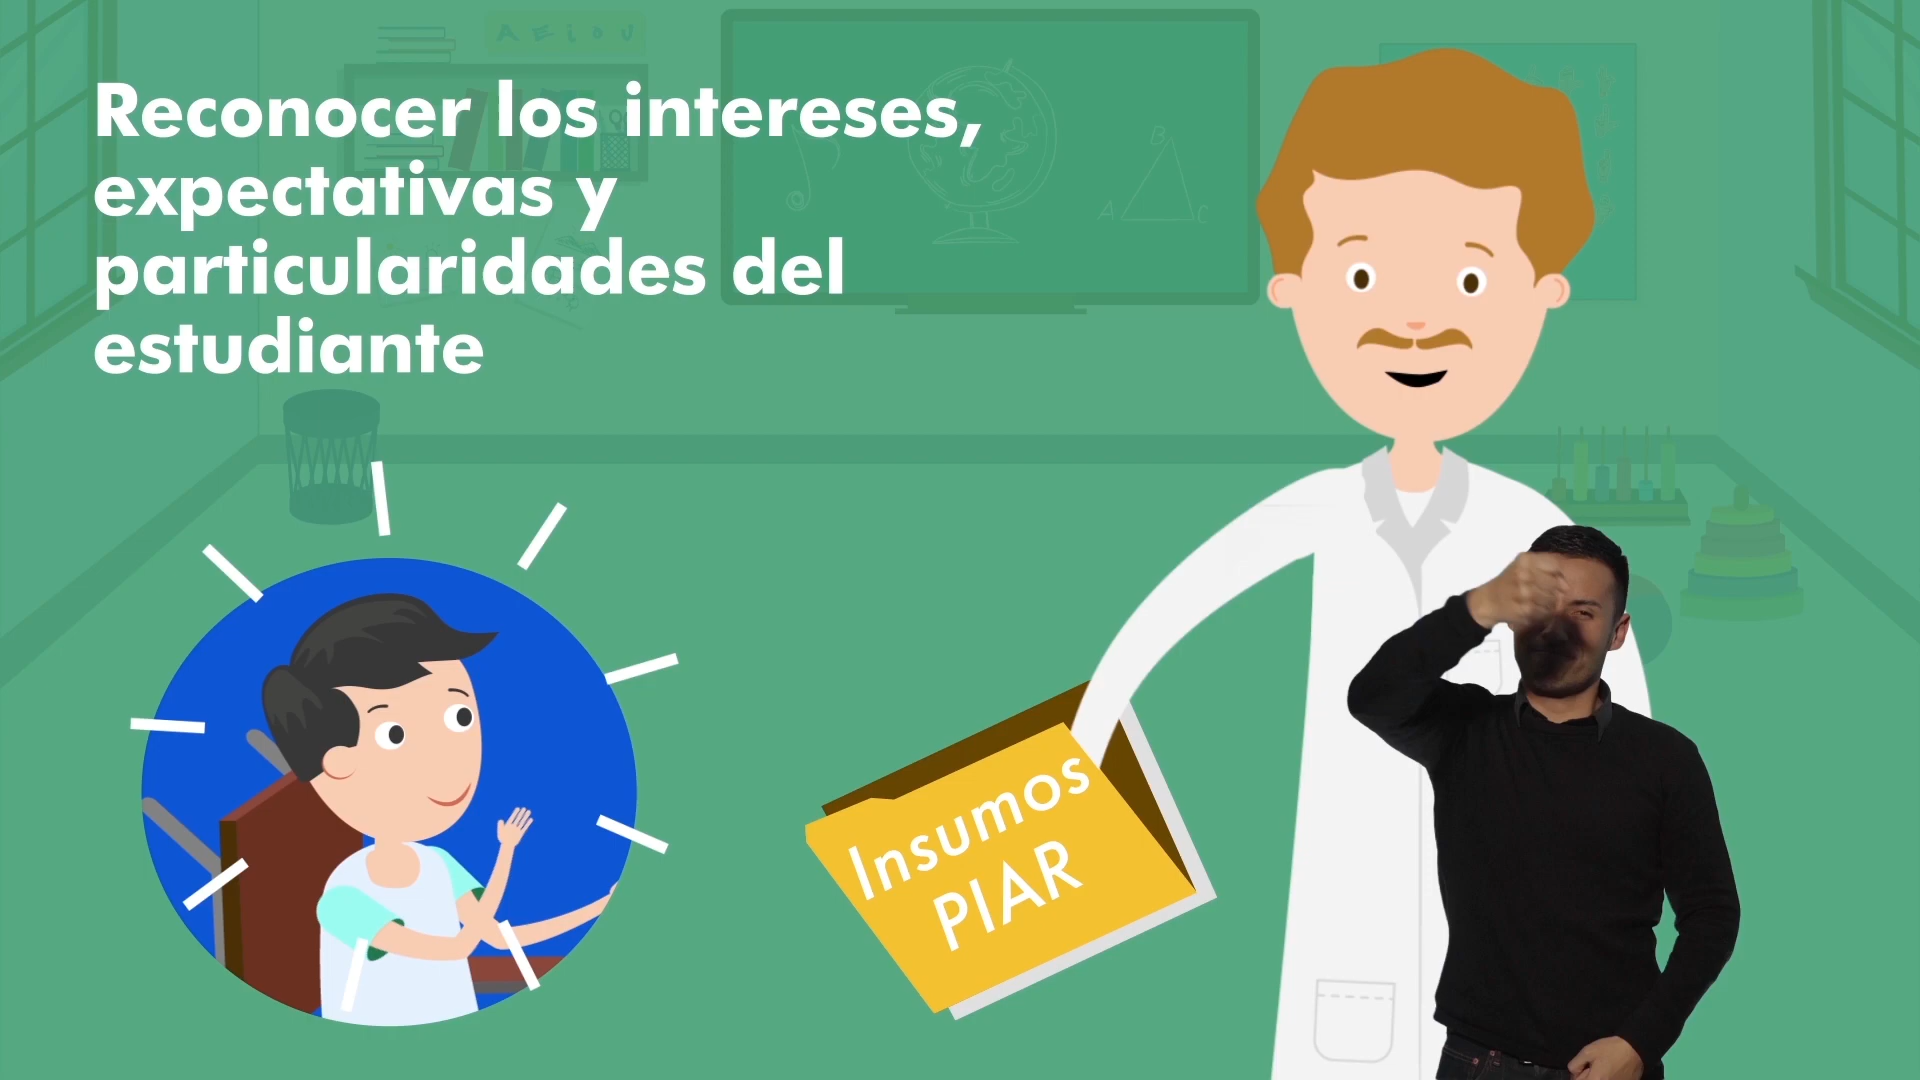 Reconocer los intereses,
expectativas y
particularidades del
estudiante
A E i o U
B
A
C
Insumos
PIAR